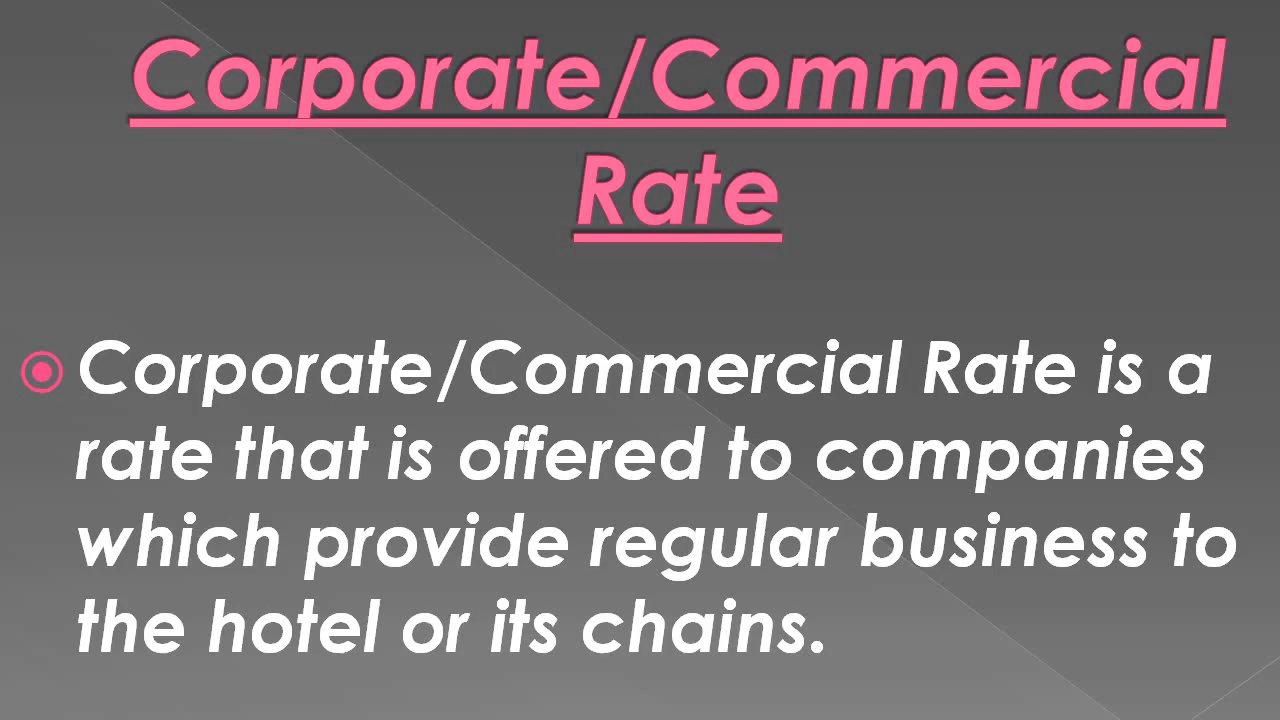 Corporate/Commercial
Rate
Corporate/Commercial Rate is a
rate that is offered to companies
which provide regular business to
the hotel or its chains.